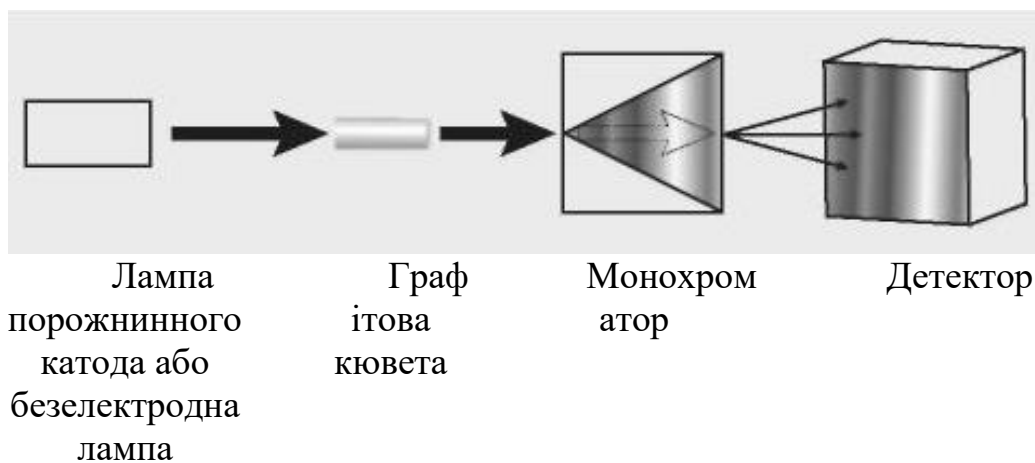 Лампа
порожнинного
катода або
безелектродна
лампа
Граф
ітова
кювета
Монохром
атор
Детектор